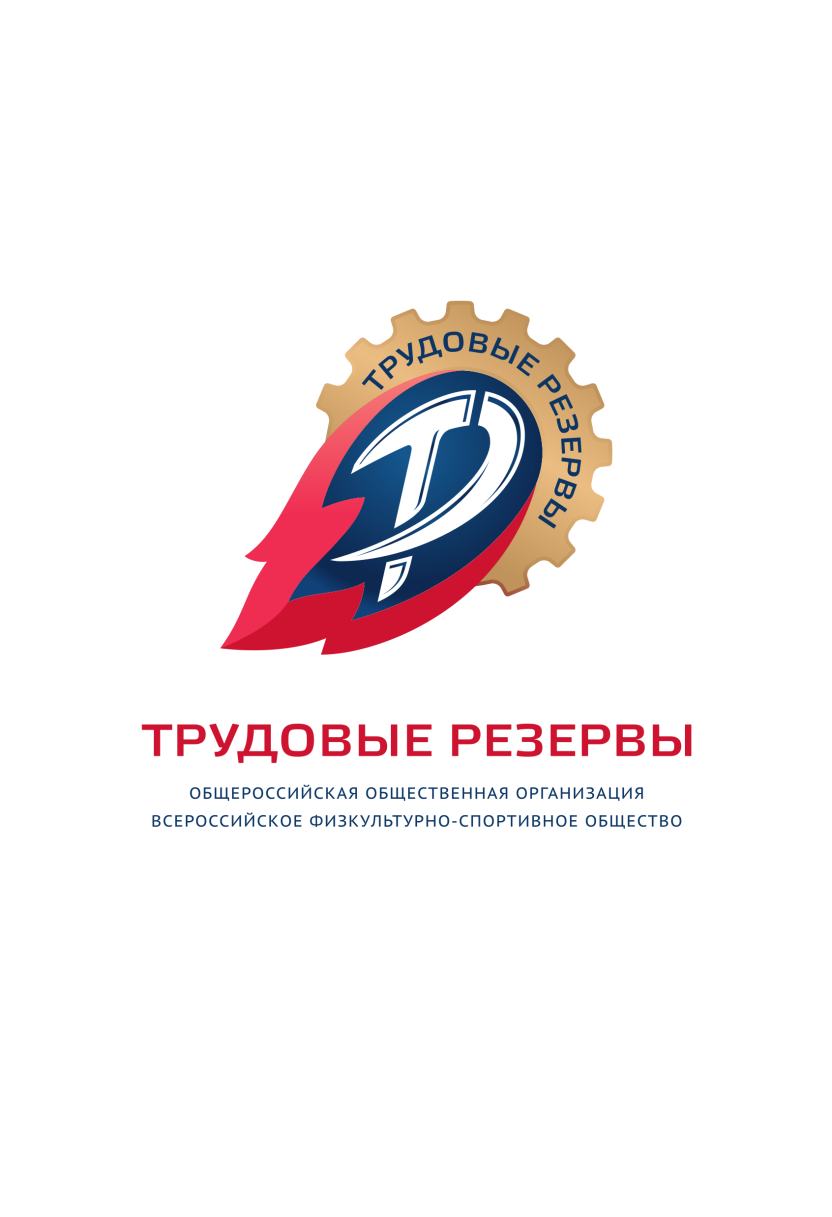 ТРУДОВЫЕ РЕЗЕРВЫ
ТРУДОВЫЕ РЕЗЕРВЫ
ОБЩЕРОССИЙСКАЯ ОБЩЕСТВЕННАЯ ОРГАНИЗАЦИЯ
ВСЕРОССИЙСКОЕ ФИЗКУЛЬТУРНО-СПОРТИВНОЕ ОБЩЕСТВО